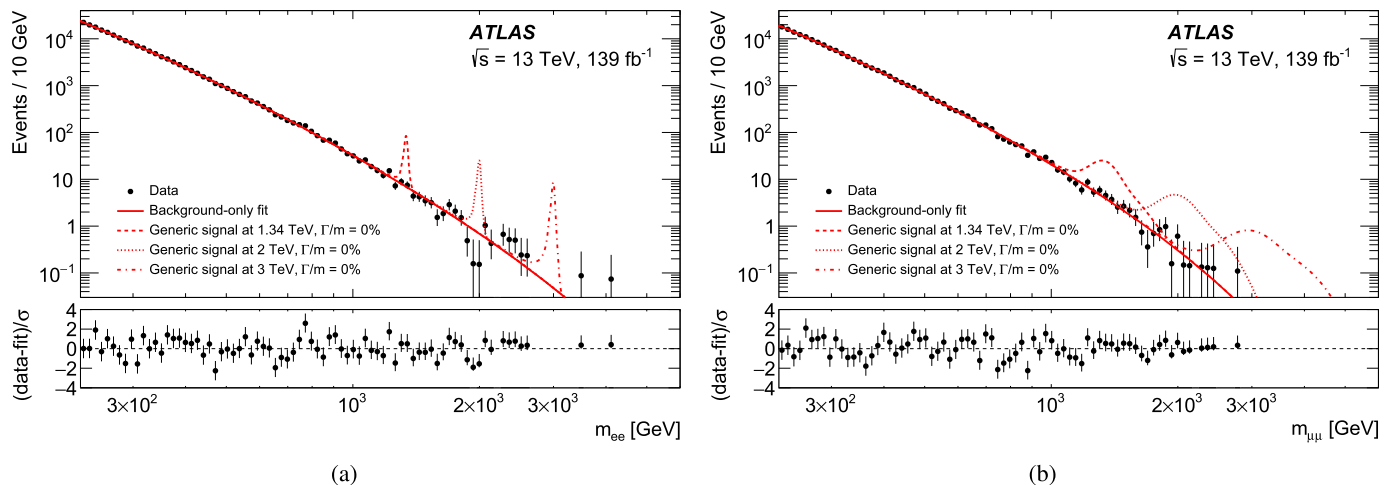 Events / 10 GeV
10⁴
10³
10²
10
1
10⁻¹
ATLAS
√s = 13 TeV, 139 fb⁻¹
Data
Background-only fit
Generic signal at 1.34 TeV, Γ/m = 0%
Generic signal at 2 TeV, Γ/m = 0%
Generic signal at 3 TeV, Γ/m = 0%
(data-fit)/σ
4
2
0
−2
−4
3×10²
10³
2×10³
3×10³
m_ee [GeV]
(a)
Events / 10 GeV
10⁴
10³
10²
10
1
10⁻¹
ATLAS
√s = 13 TeV, 139 fb⁻¹
Data
Background-only fit
Generic signal at 1.34 TeV, Γ/m = 0%
Generic signal at 2 TeV, Γ/m = 0%
Generic signal at 3 TeV, Γ/m = 0%
(data-fit)/σ
4
2
0
−2
−4
3×10²
10³
2×10³
3×10³
m_μμ [GeV]
(b)